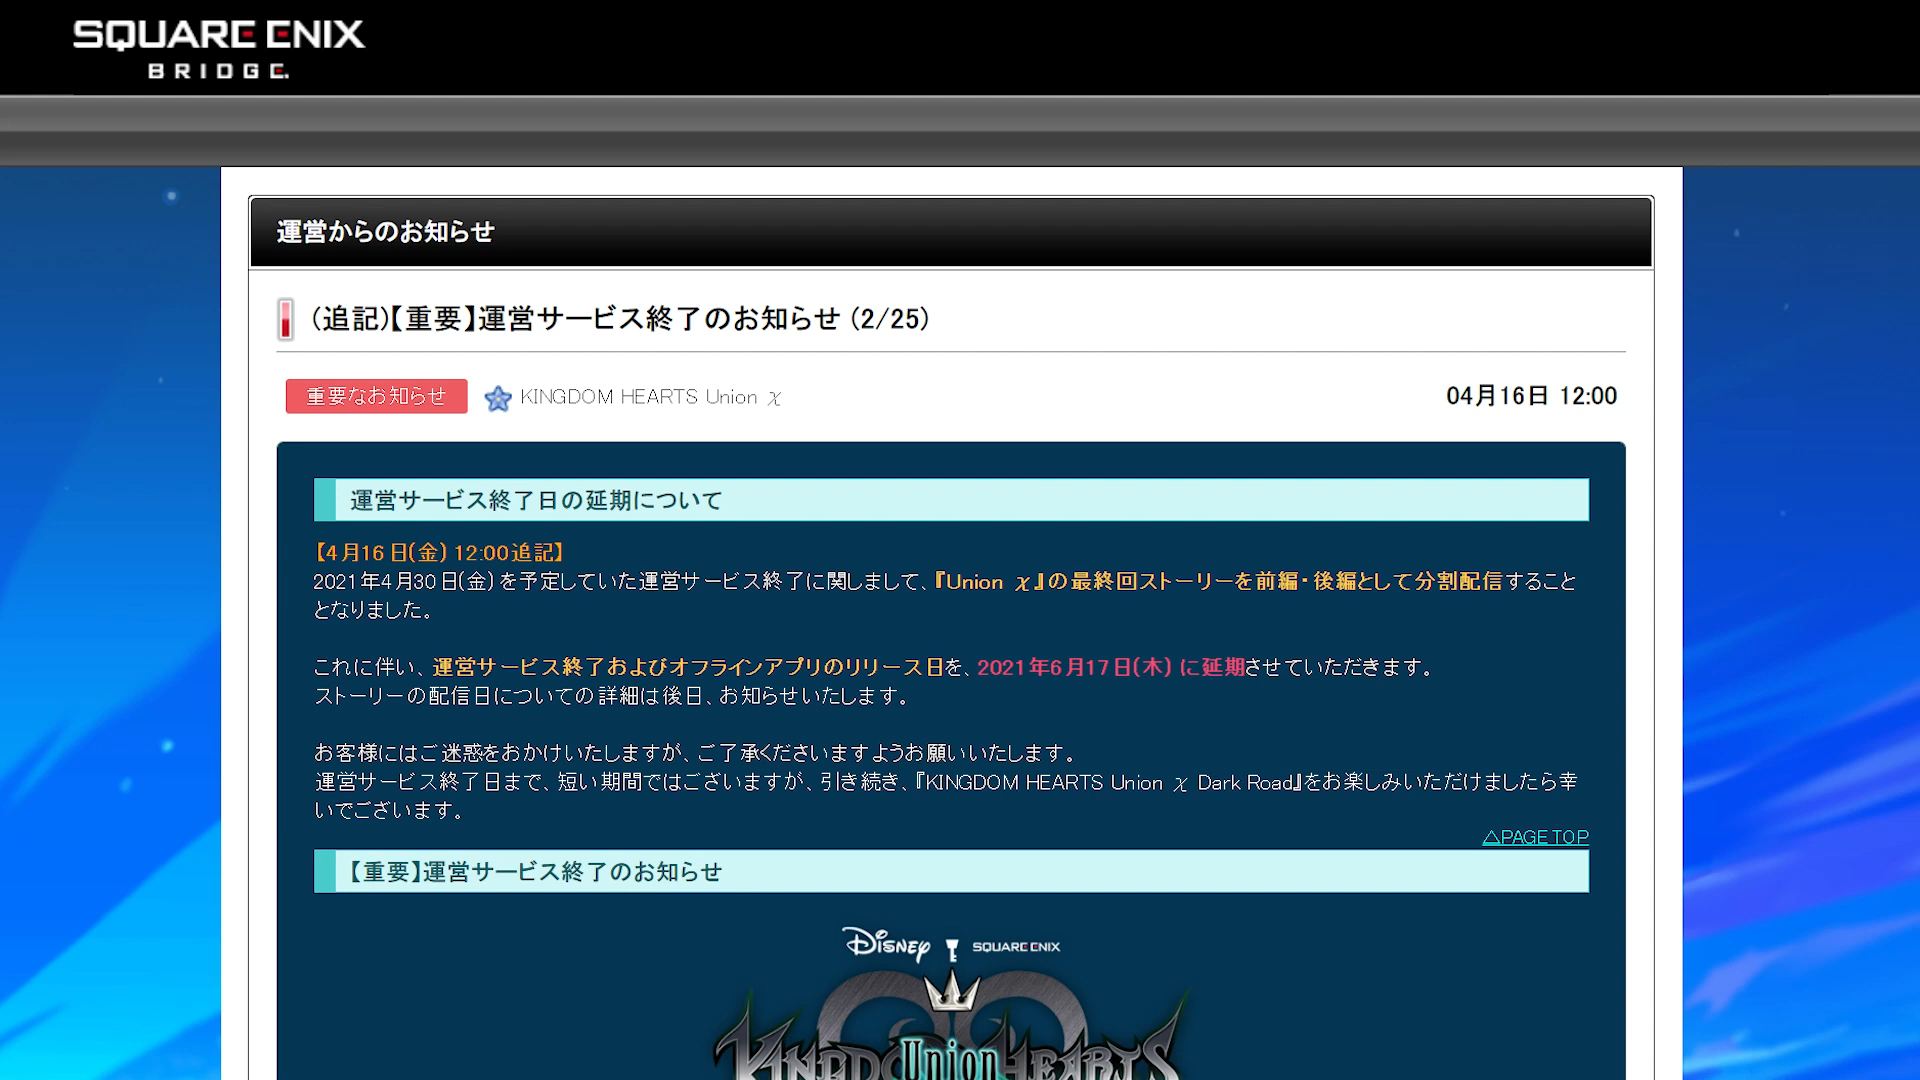 SQUARE ENIX
BRIDGE.
運営からのお知らせ
(追記)【重要】運営サービス終了のお知らせ (2/25)
重要なお知らせ KINGDOM HEARTS Union χ 04月16日 12:00
運営サービス終了日の延期について
【4月16日(金) 12:00追記】
2021年4月30日(金) を予定していた運営サービス終了に関しまして、『Union χ』の最終回ストーリーを前編・後編として分割配信すること
となりました。
これに伴い、運営サービス終了およびオフラインアプリのリリース日を、2021年6月17日(木) に延期させていただきます。
ストーリーの配信日についての詳細は後日、お知らせいたします。
お客様にはご迷惑をおかけいたしますが、ご了承くださいますようお願いいたします。
運営サービス終了日まで、短い期間ではございますが、引き続き、『KINGDOM HEARTS Union χ Dark Road』をお楽しみいただけましたら幸
いでございます。
△PAGE TOP
【重要】運営サービス終了のお知らせ
Disney SQUARE ENIX
KINGDOM HEARTS
Union